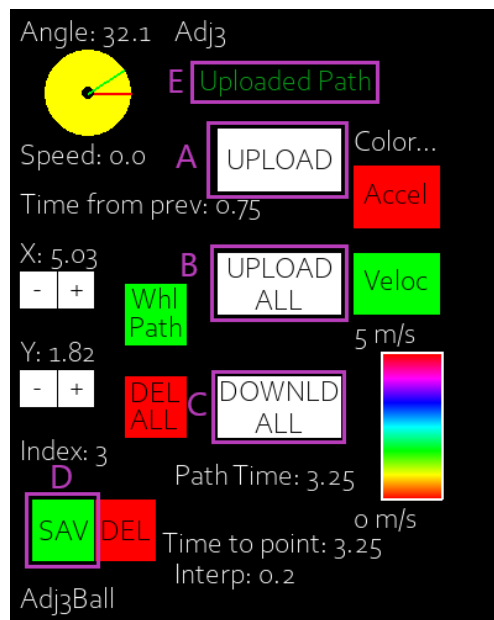 Angle: 32.1 Adj3
E Uploaded Path
A UPLOAD Color...
Speed: 0.0
Accel
Time from prev: 0.75
X: 5.03
- +
B UPLOAD
ALL
Veloc
Whl
Path
5 m/s
Y: 1.82
- +
DEL
ALL
C DOWNLD
ALL
Index: 3
Path Time: 3.25
D
SAV DEL
0 m/s
Time to point: 3.25
Interp: 0.2
Adj3Ball